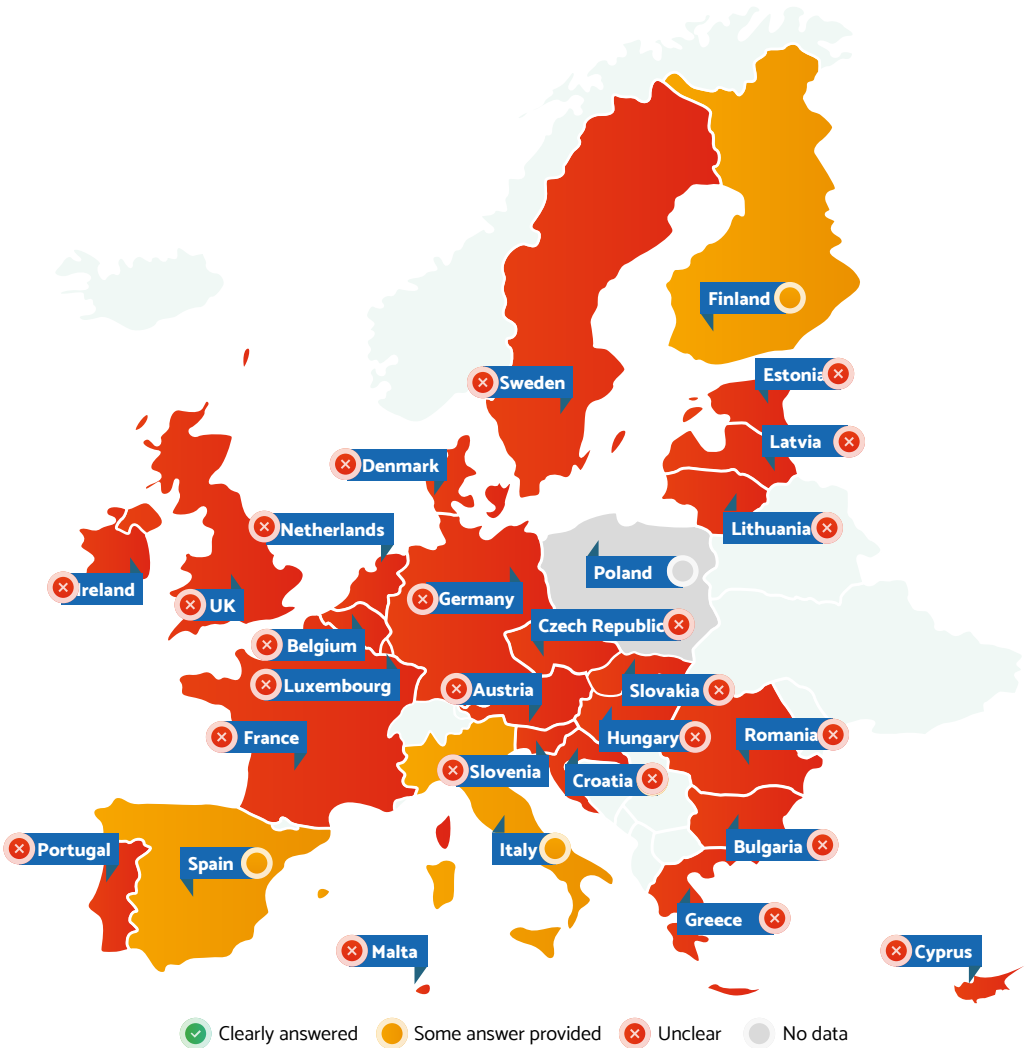 Finland
Estonia
Sweden
Latvia
Denmark
Lithuania
Netherlands
Poland
Ireland
UK
Germany
Czech Republic
Belgium
Luxembourg
Austria
Slovakia
France
Hungary
Romania
Slovenia
Croatia
Portugal
Spain
Italy
Bulgaria
Greece
Malta
Cyprus
Clearly answered Some answer provided Unclear No data